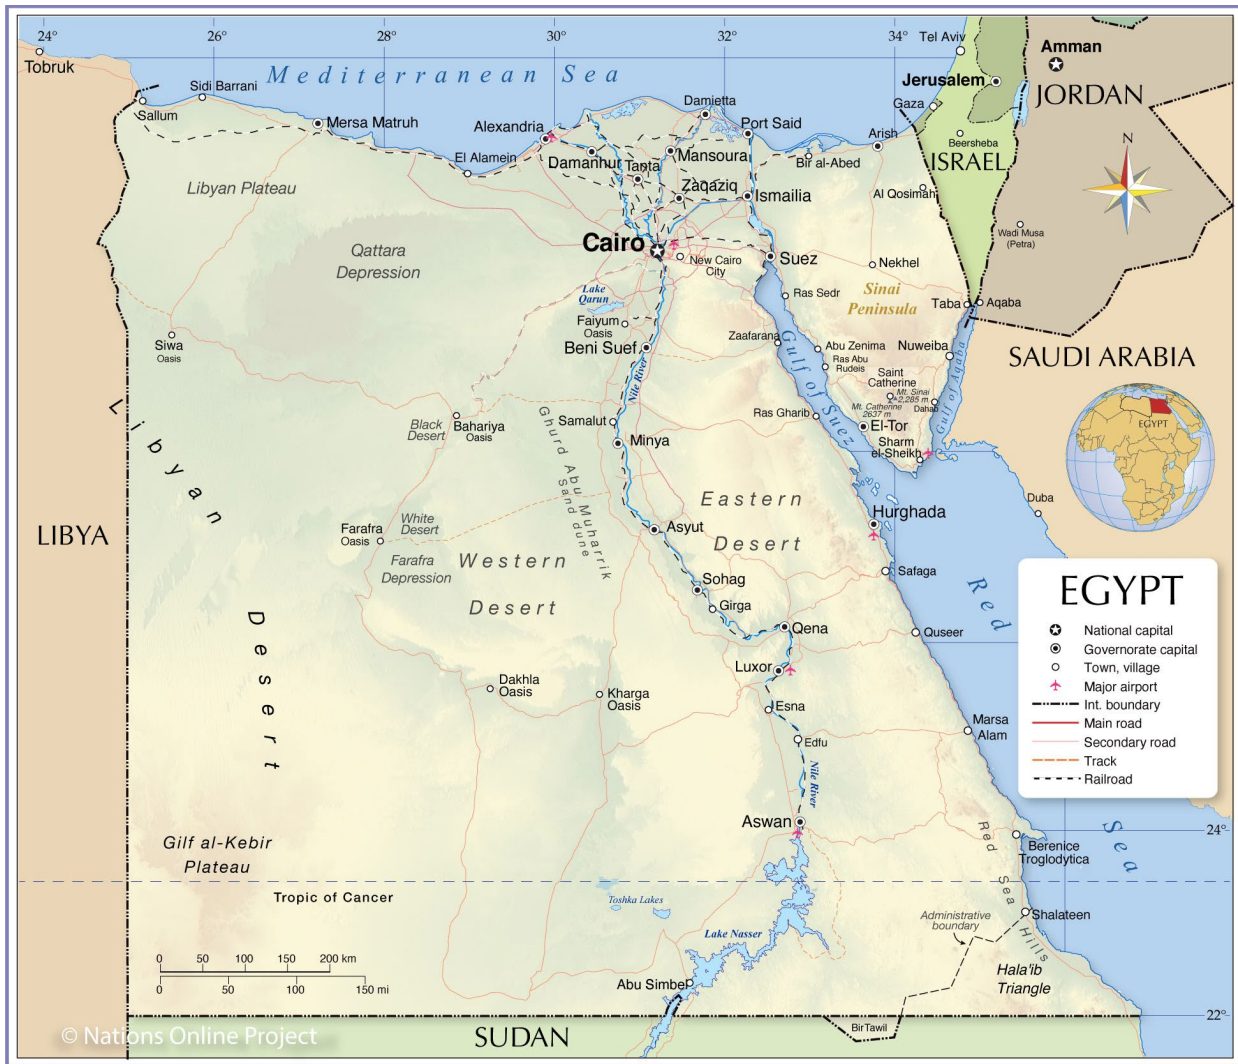 24°
26°
28°
30°
32°
34°
Tel Aviv
Amman
Tobruk
Mediterranean Sea
Jerusalem
JORDAN
Sidi Barrani
Sallum
Mersa Matruh
Alexandria
Damietta
Port Said
Gaza
Arish
Beersheba
N
El Alamein
Damanhur
Tanta
Mansoura
Bir al-Abed
ISRAEL
Libyan Plateau
Zaqaziq
Ismailia
Al Qosimah
Wadi Musa
(Petra)
Qattara
Depression
Cairo
New Cairo
City
Suez
Nekhel
Sinai
Peninsula
Lake
Qarun
Ras Sedr
Taba
Aqaba
Faiyum
Oasis
Siwa
Oasis
Beni Suef
Zaafarana
Abu Zenima
Ras Abu
Rudeis
Nuweiba
SAUDI ARABIA
Nile River
Gulf of Suez
Gulf of Aqaba
Saint
Catherine
Mt. Sinai
2,285 m
Mt. Catherine
2637 m
Dahab
EGYPT
Libyan
Desert
Black
Desert
Bahariya
Oasis
Samalut
Minya
Ras Gharib
El-Tor
Sharm
el-Sheikh
Ghurd Abu Muharrik
Sand dune
Eastern
Desert
Hurghada
Duba
LIBYA
Farafra
Oasis
White
Desert
Farafra
Depression
Asyut
Western
Desert
Sohag
Girga
Safaga
Red
Sea
Qena
Quseer
Luxor
Dakhla
Oasis
Kharga
Oasis
Esna
Edfu
Marsa
Alam
Nile River
Aswan
EGYPT
National capital
Governorate capital
Town, village
Major airport
Int. boundary
Main road
Secondary road
Track
Railroad
24°
Gilf al-Kebir
Plateau
Berenice
Troglodytica
Red Sea Hills
Tropic of Cancer
Toshka Lakes
Lake Nasser
Administrative
boundary
Shalateen
0 50 100 150 200 km
0 50 100 150 mi
Abu Simbel
Hala'ib
Triangle
22°
BirTawil
SUDAN
© Nations Online Project